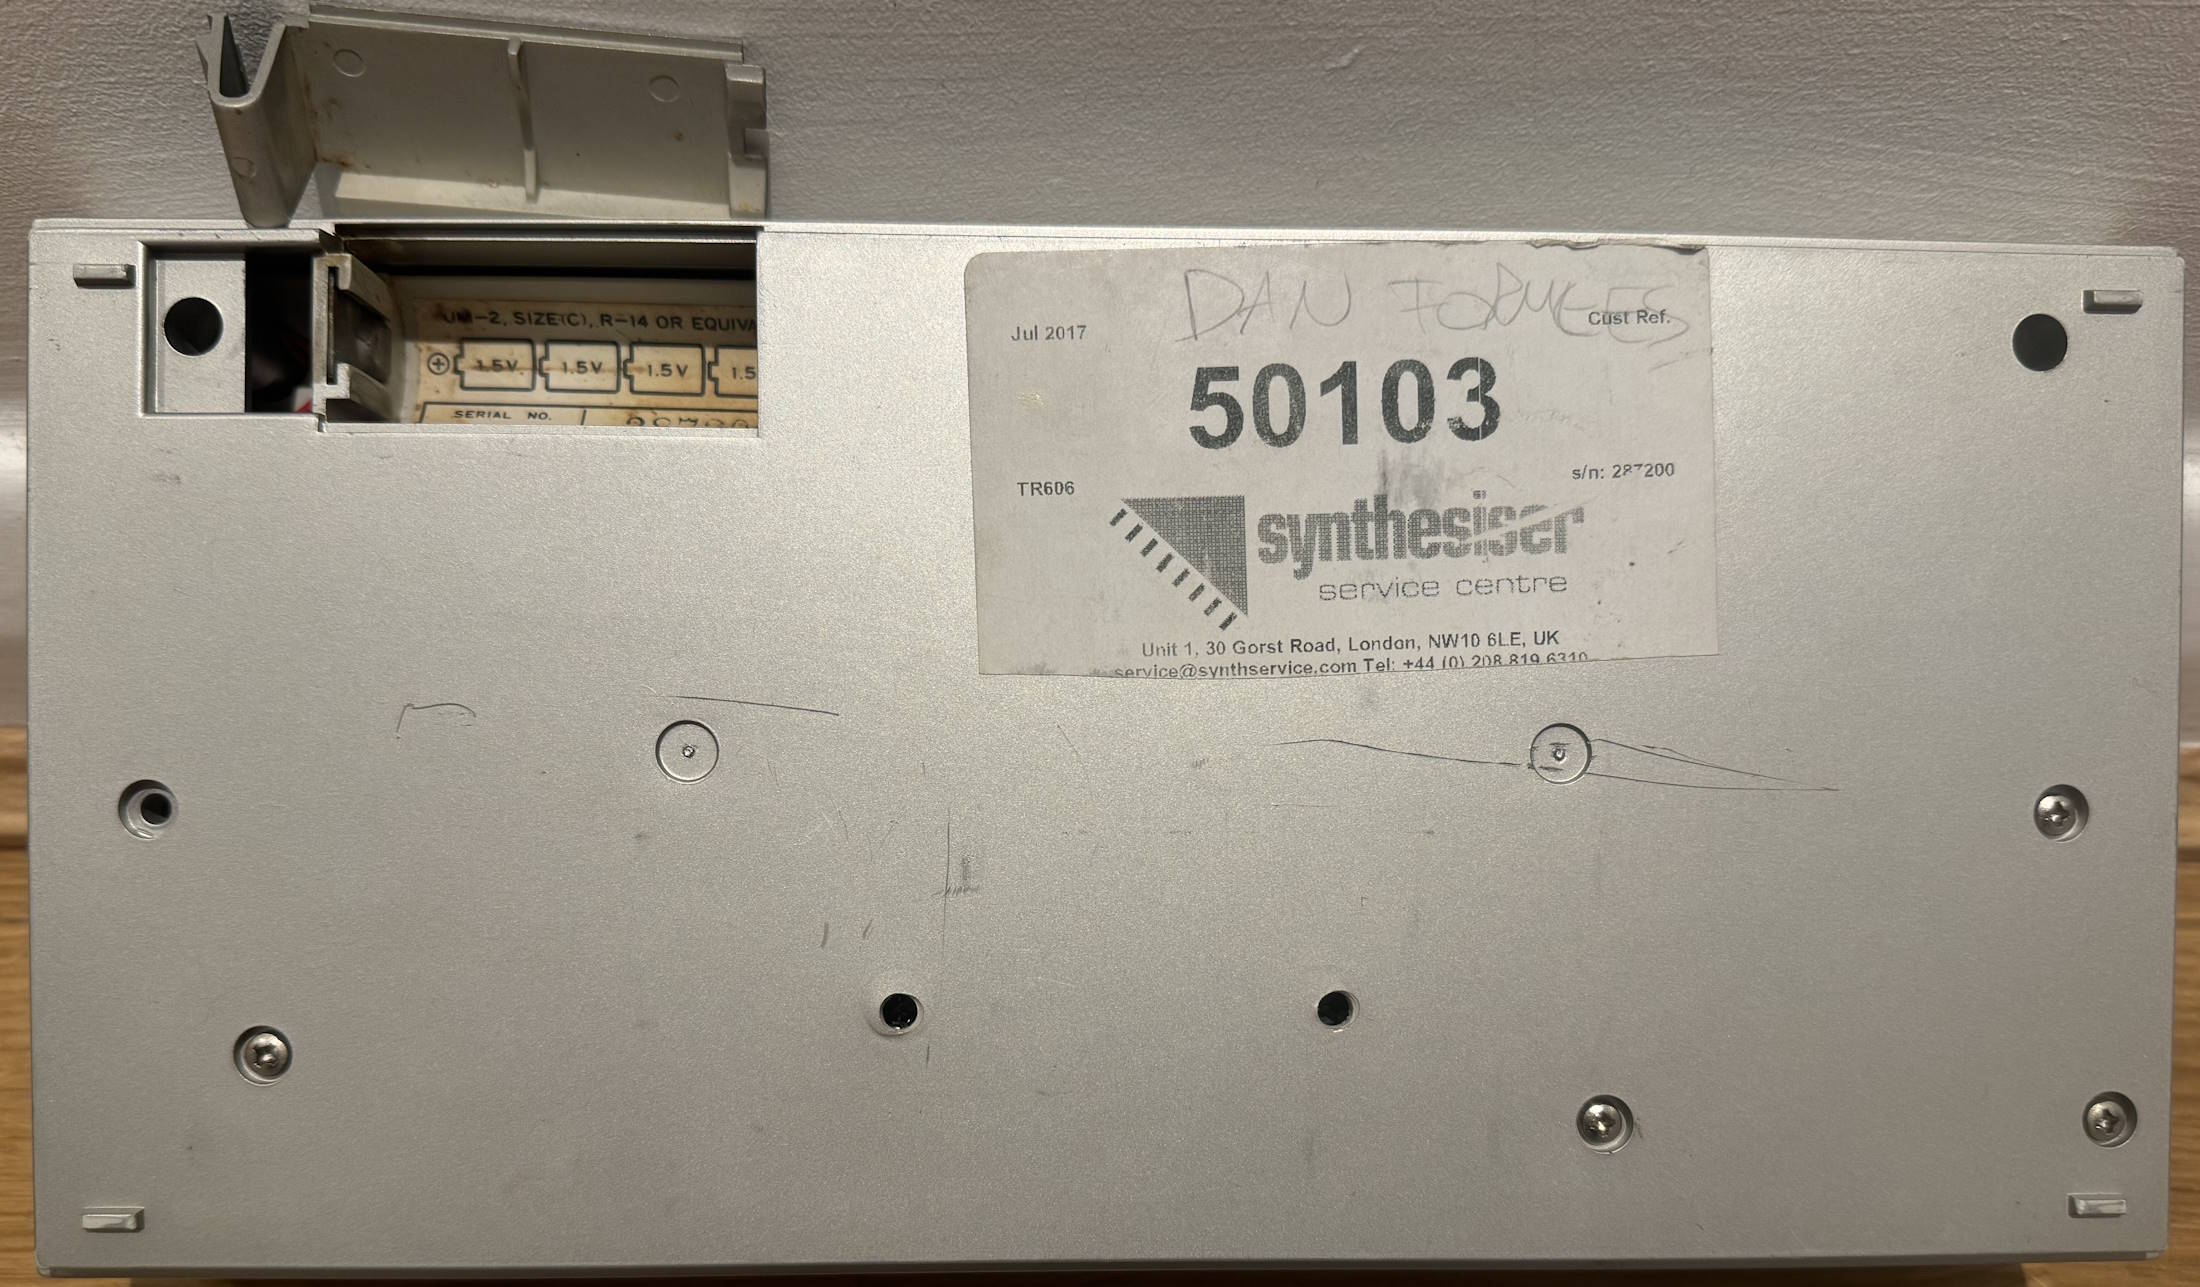 UM-2, SIZE(C), R-14 OR EQUIVA
⊕ 1.5V 1.5V 1.5V 1.5
SERIAL NO.
DAN
Jul 2017
Cust Ref.
50103
TR606
s/n: 287200
synthesiser
service centre
Unit 1, 30 Gorst Road, London, NW10 6LE, UK
service@synthservice.com Tel: +44 (0) 208 819 6310